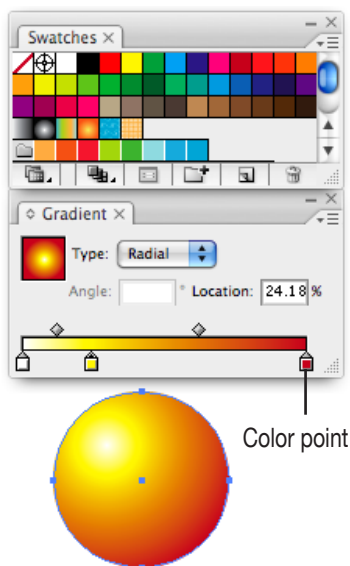 Swatches ×
Gradient ×
Type: Radial
Angle: ° Location: 24.18 %
Color point